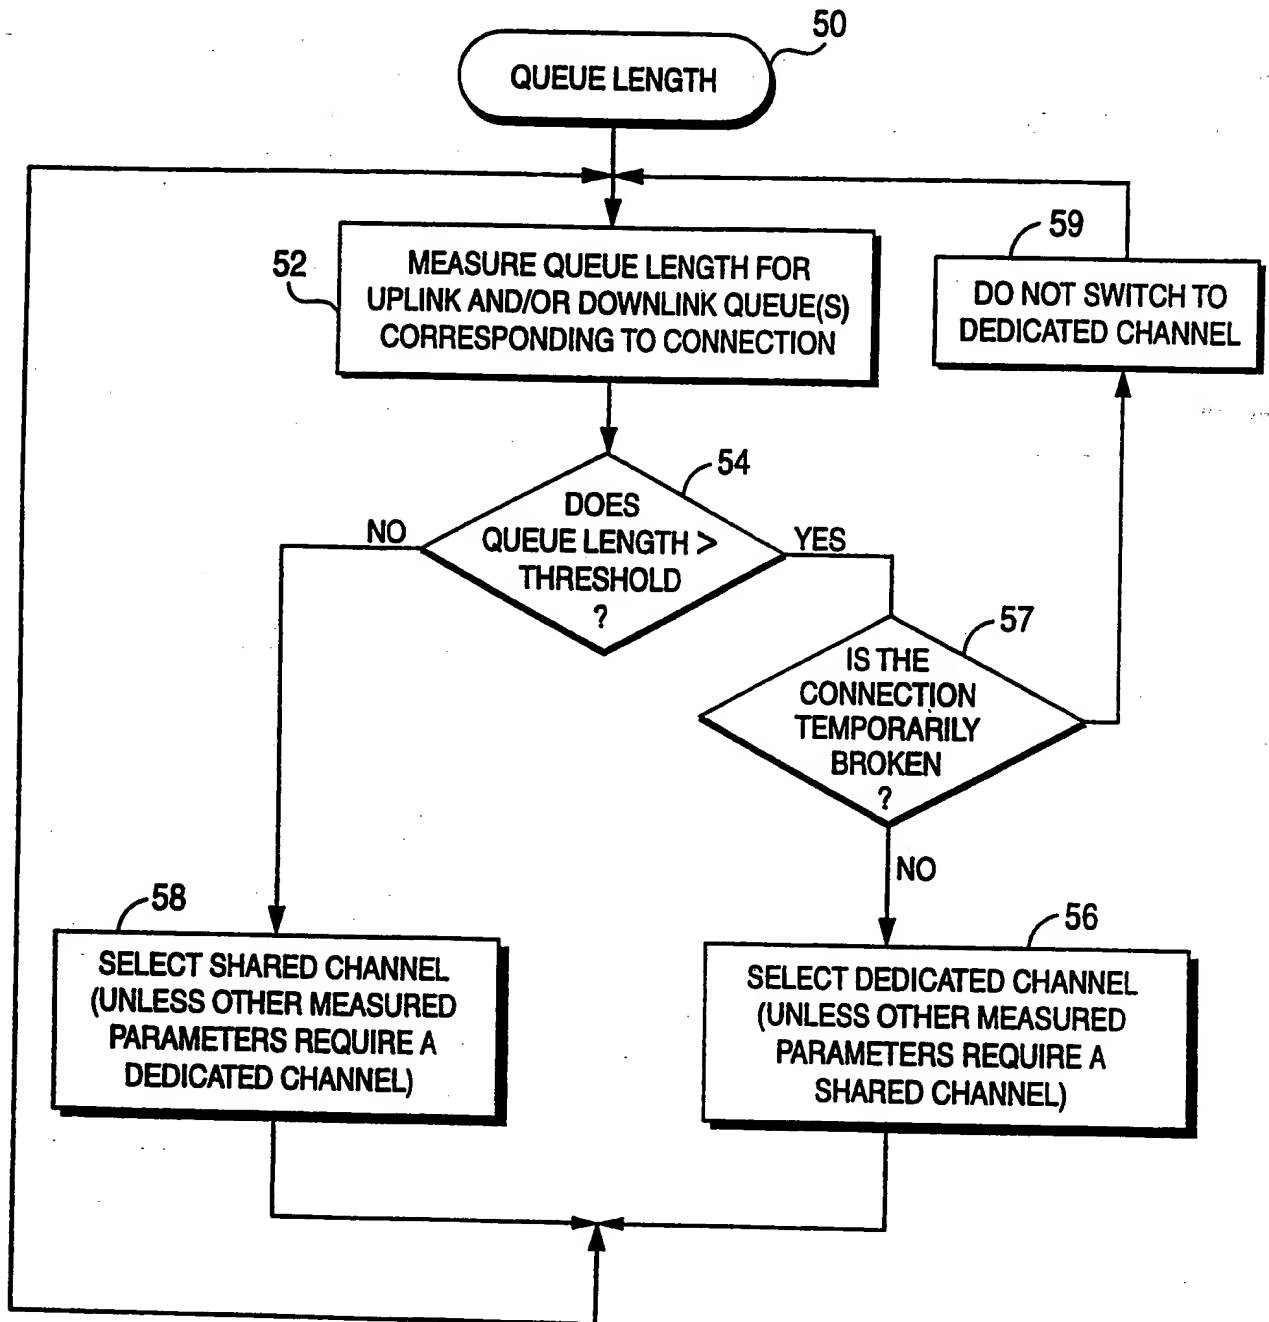 50
QUEUE LENGTH
52
MEASURE QUEUE LENGTH FOR
UPLINK AND/OR DOWNLINK QUEUE(S)
CORRESPONDING TO CONNECTION
59
DO NOT SWITCH TO
DEDICATED CHANNEL
54
DOES
QUEUE LENGTH >
THRESHOLD
?
NO
YES
57
IS THE
CONNECTION
TEMPORARILY
BROKEN
?
NO
58
SELECT SHARED CHANNEL
(UNLESS OTHER MEASURED
PARAMETERS REQUIRE A
DEDICATED CHANNEL)
56
SELECT DEDICATED CHANNEL
(UNLESS OTHER MEASURED
PARAMETERS REQUIRE A
SHARED CHANNEL)